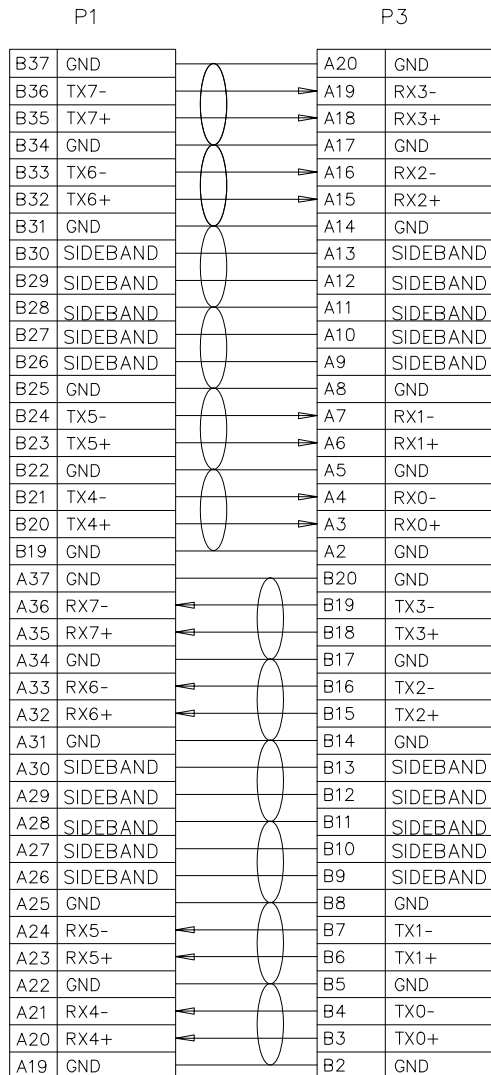 P1 P3
B37 GND A20 GND
B36 TX7- A19 RX3-
B35 TX7+ A18 RX3+
B34 GND A17 GND
B33 TX6- A16 RX2-
B32 TX6+ A15 RX2+
B31 GND A14 GND
B30 SIDEBAND A13 SIDEBAND
B29 SIDEBAND A12 SIDEBAND
B28 SIDEBAND A11 SIDEBAND
B27 SIDEBAND A10 SIDEBAND
B26 SIDEBAND A9 SIDEBAND
B25 GND A8 GND
B24 TX5- A7 RX1-
B23 TX5+ A6 RX1+
B22 GND A5 GND
B21 TX4- A4 RX0-
B20 TX4+ A3 RX0+
B19 GND A2 GND
A37 GND B20 GND
A36 RX7- B19 TX3-
A35 RX7+ B18 TX3+
A34 GND B17 GND
A33 RX6- B16 TX2-
A32 RX6+ B15 TX2+
A31 GND B14 GND
A30 SIDEBAND B13 SIDEBAND
A29 SIDEBAND B12 SIDEBAND
A28 SIDEBAND B11 SIDEBAND
A27 SIDEBAND B10 SIDEBAND
A26 SIDEBAND B9 SIDEBAND
A25 GND B8 GND
A24 RX5- B7 TX1-
A23 RX5+ B6 TX1+
A22 GND B5 GND
A21 RX4- B4 TX0-
A20 RX4+ B3 TX0+
A19 GND B2 GND